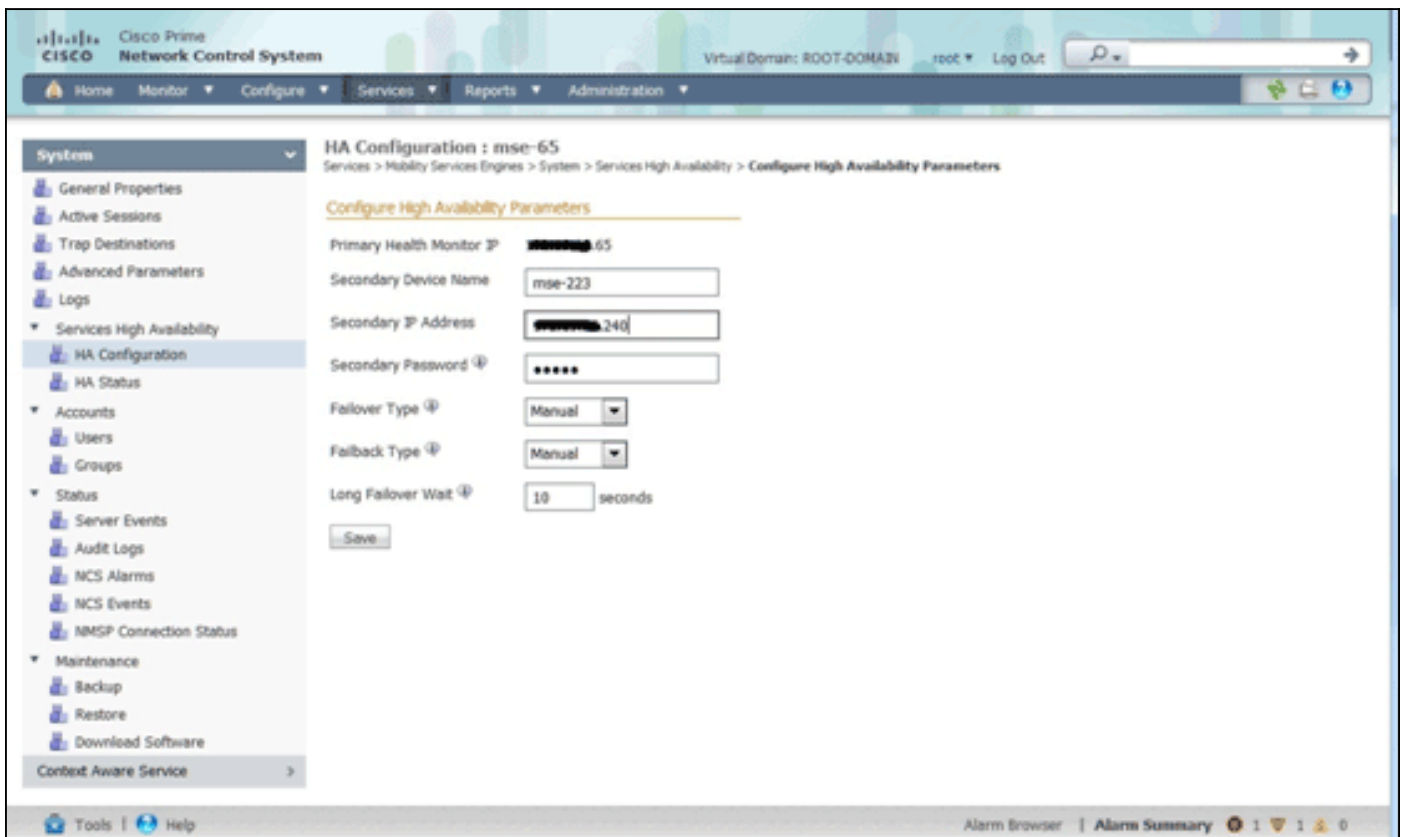 Cisco Prime
CISCO Network Control System
Virtual Domain: ROOT-DOMAIN root Log Out
Home Monitor Configure Services Reports Administration
System
General Properties
Active Sessions
Trap Destinations
Advanced Parameters
Logs
Services High Availability
HA Configuration
HA Status
Accounts
Users
Groups
Status
Server Events
Audit Logs
NCS Alarms
NCS Events
NMSP Connection Status
Maintenance
Backup
Restore
Download Software
Context Aware Service
HA Configuration : mse-65
Services > Mobility Services Engines > System > Services High Availability > Configure High Availability Parameters
Configure High Availability Parameters
Primary Health Monitor IP .65
Secondary Device Name mse-223
Secondary IP Address .240
Secondary Password •••••
Failover Type Manual
Failback Type Manual
Long Failover Wait 10 seconds
Save
Tools | Help Alarm Browser | Alarm Summary 1 1 0